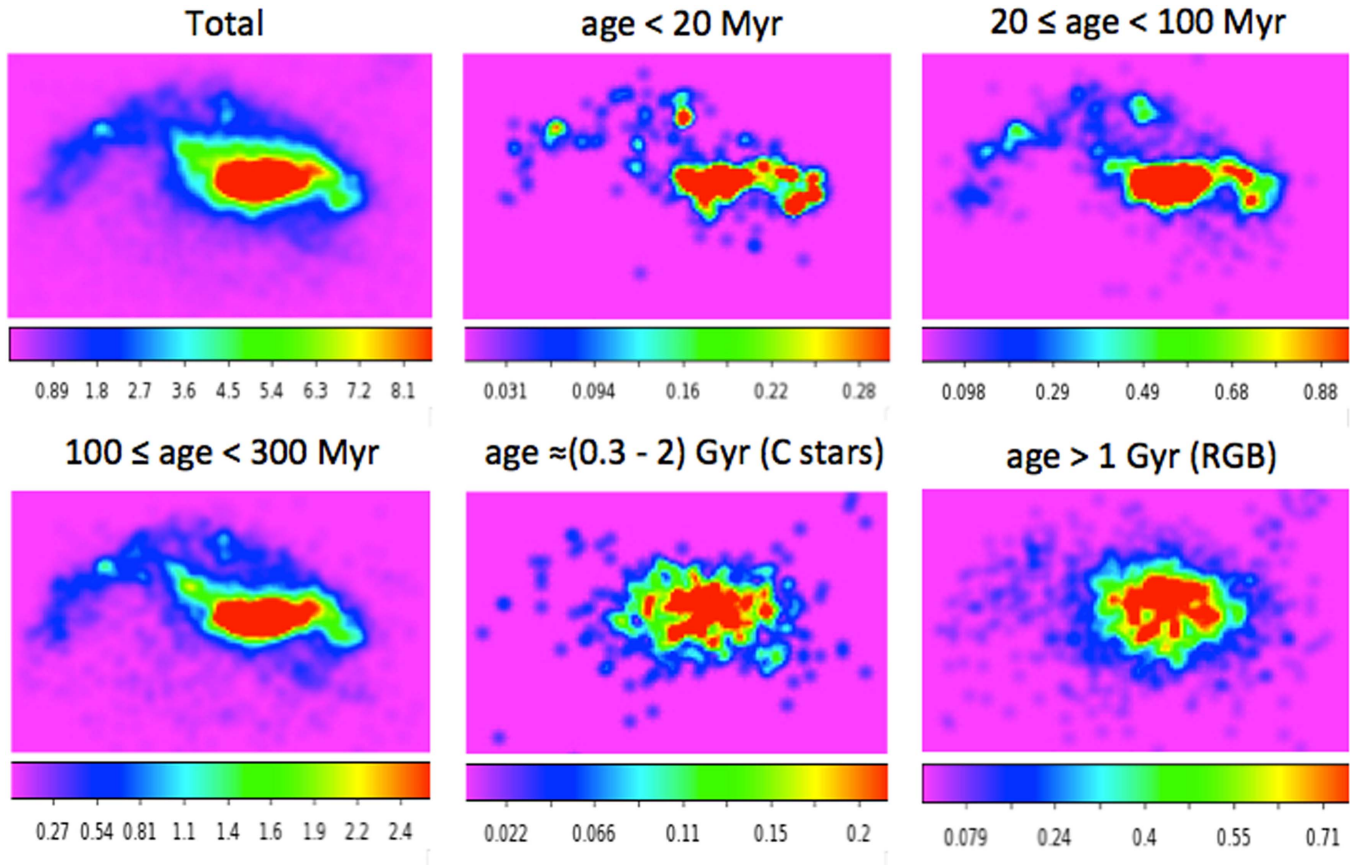 Total age < 20 Myr 20 ≤ age < 100 Myr
0.89 1.8 2.7 3.6 4.5 5.4 6.3 7.2 8.1 0.031 0.094 0.16 0.22 0.28 0.098 0.29 0.49 0.68 0.88
100 ≤ age < 300 Myr age ≈(0.3 - 2) Gyr (C stars) age > 1 Gyr (RGB)
0.27 0.54 0.81 1.1 1.4 1.6 1.9 2.2 2.4 0.022 0.066 0.11 0.15 0.2 0.079 0.24 0.4 0.55 0.71